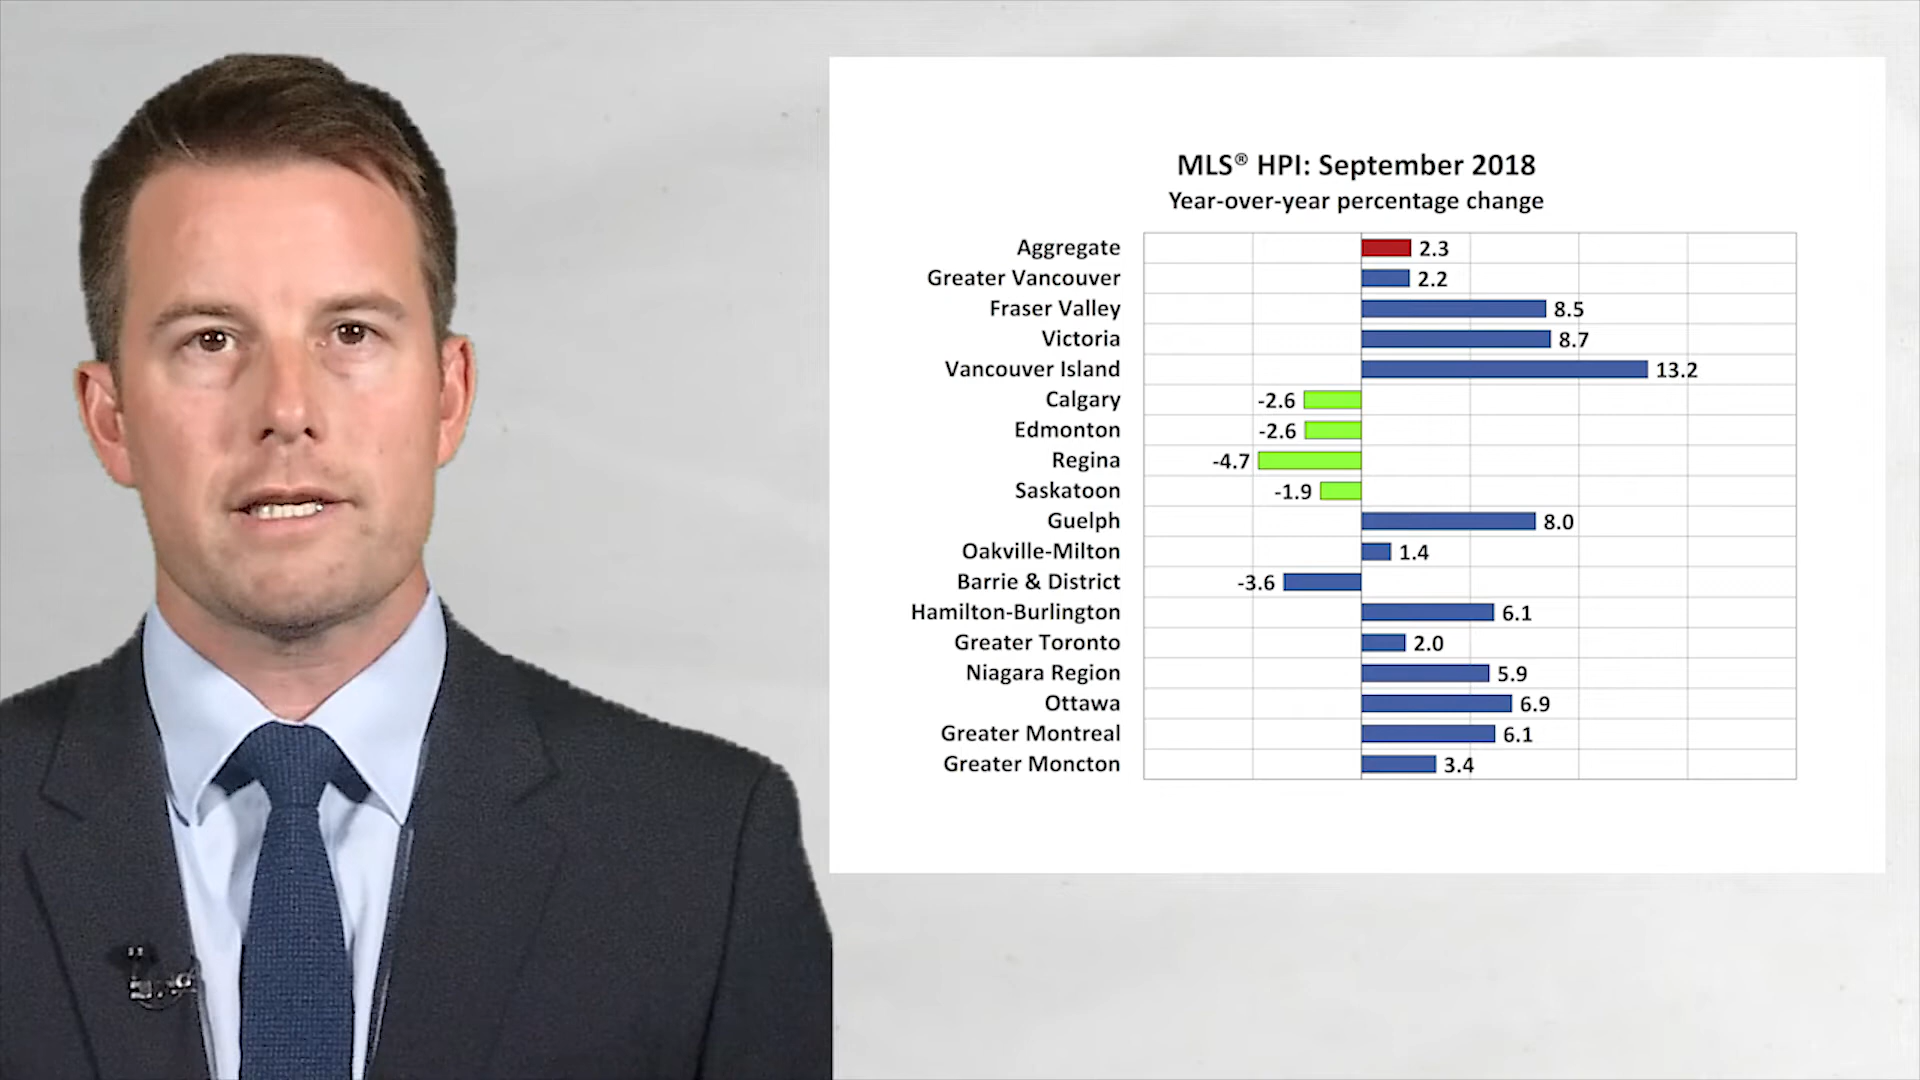 MLS® HPI: September 2018
Year-over-year percentage change
Aggregate 2.3
Greater Vancouver 2.2
Fraser Valley 8.5
Victoria 8.7
Vancouver Island 13.2
Calgary -2.6
Edmonton -2.6
Regina -4.7
Saskatoon -1.9
Guelph 8.0
Oakville-Milton 1.4
Barrie & District -3.6
Hamilton-Burlington 6.1
Greater Toronto 2.0
Niagara Region 5.9
Ottawa 6.9
Greater Montreal 6.1
Greater Moncton 3.4